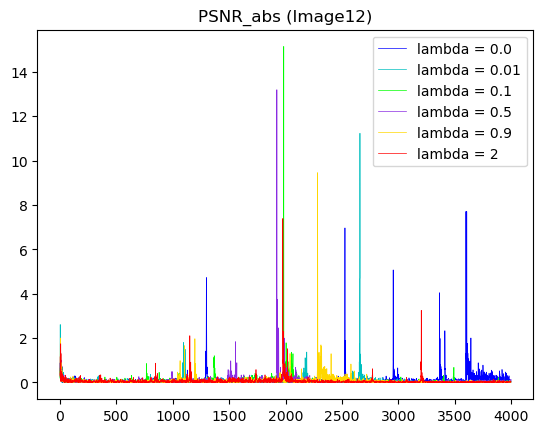 PSNR_abs (Image12)
lambda = 0.0
lambda = 0.01
lambda = 0.1
lambda = 0.5
lambda = 0.9
lambda = 2
14
12
10
8
6
4
2
0
0 500 1000 1500 2000 2500 3000 3500 4000